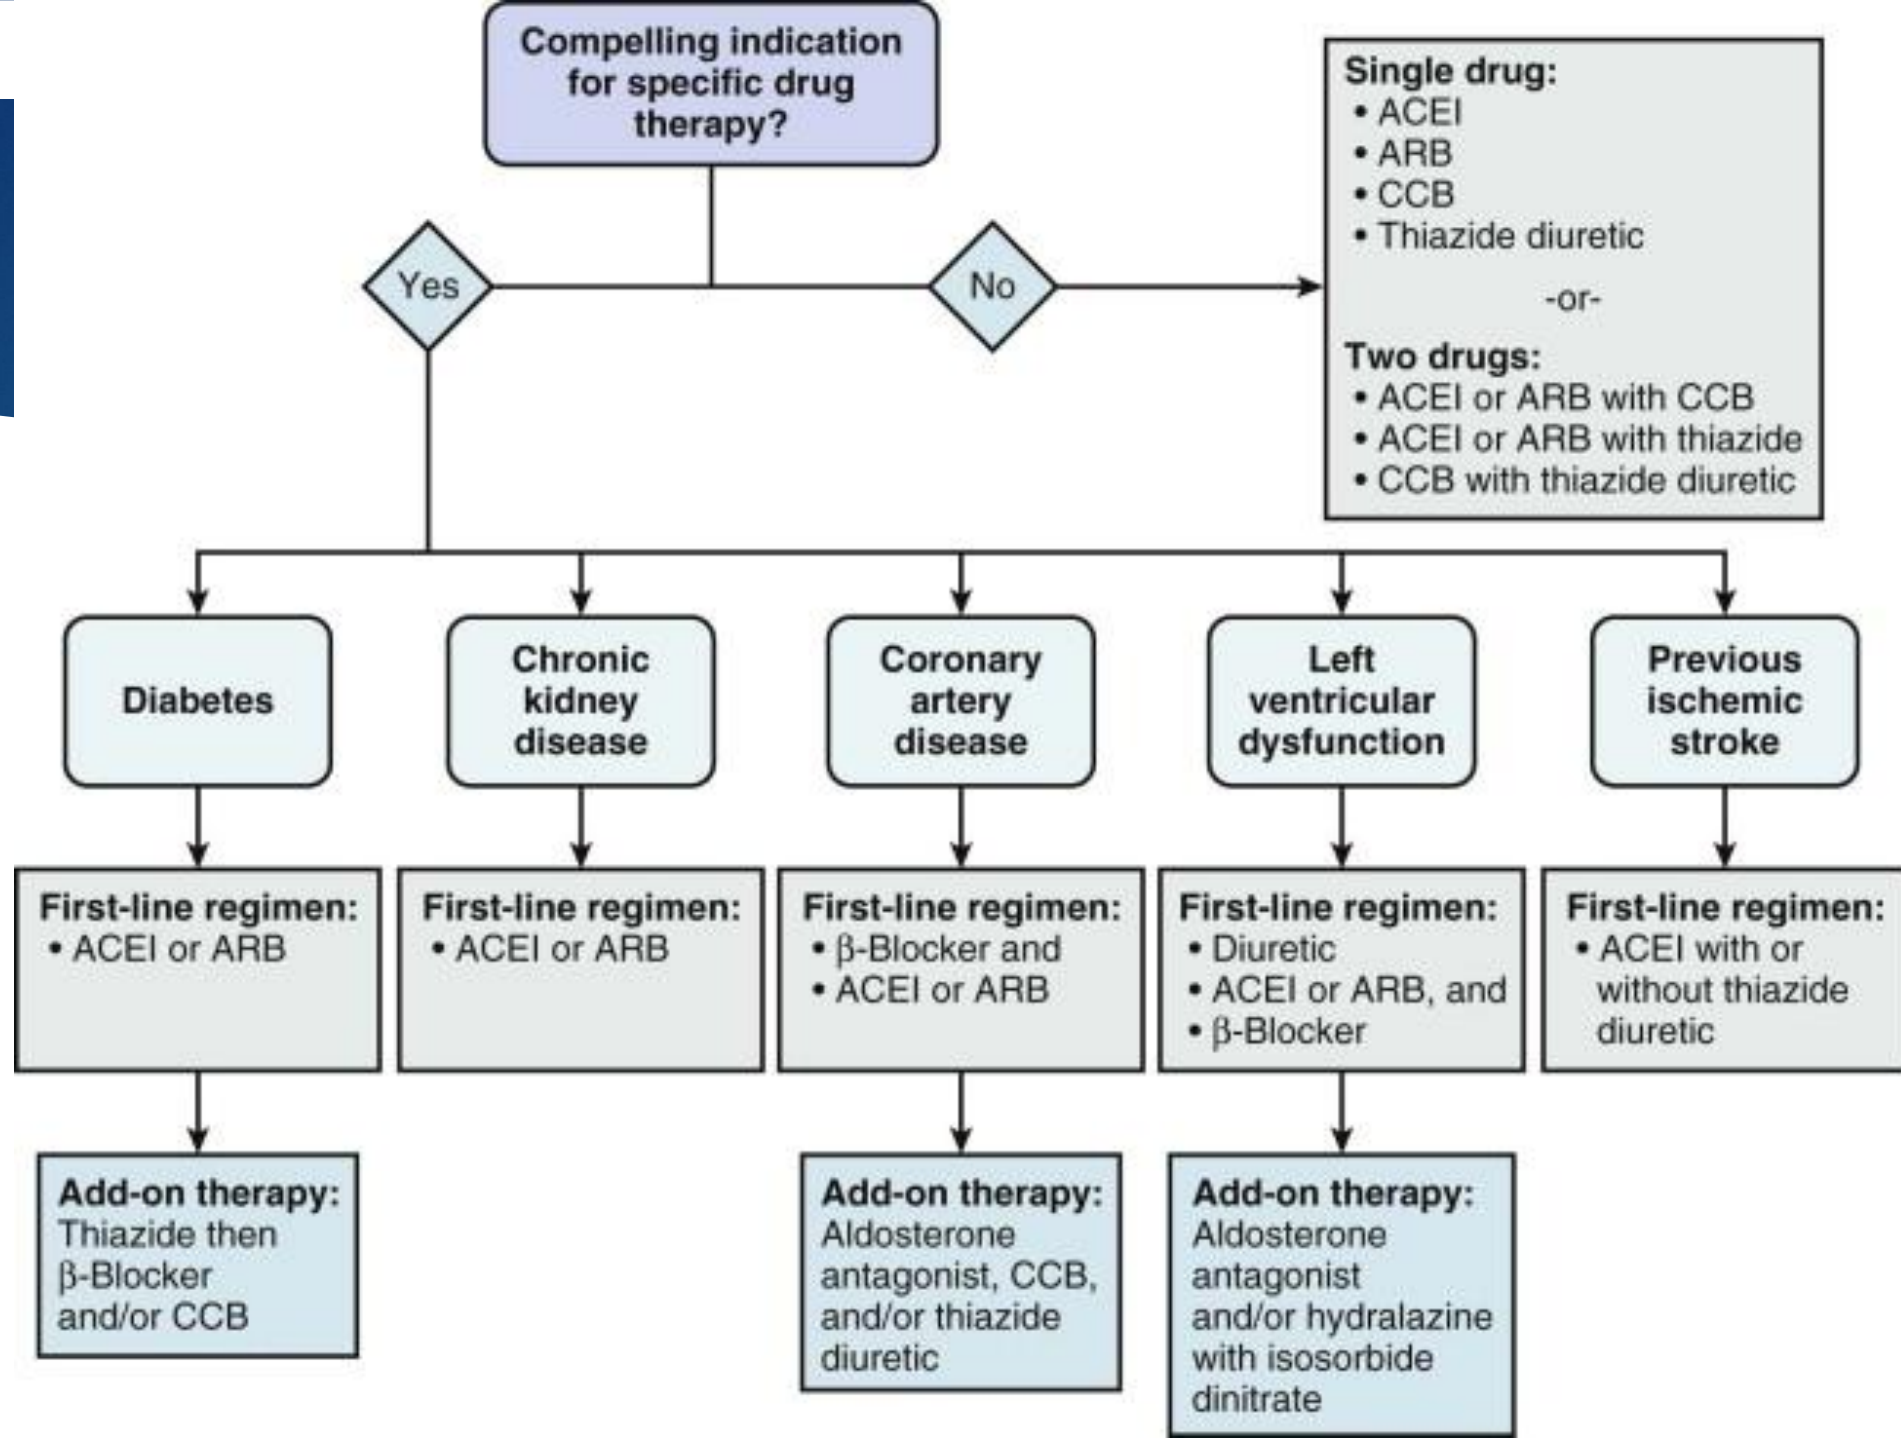 Compelling indication
for specific drug
therapy?
Yes
No
Single drug:
• ACEI
• ARB
• CCB
• Thiazide diuretic
-or-
Two drugs:
• ACEI or ARB with CCB
• ACEI or ARB with thiazide
• CCB with thiazide diuretic
Diabetes
First-line regimen:
• ACEI or ARB
Add-on therapy:
Thiazide then
β-Blocker
and/or CCB
Chronic
kidney
disease
First-line regimen:
• ACEI or ARB
Coronary
artery
disease
First-line regimen:
• β-Blocker and
• ACEI or ARB
Add-on therapy:
Aldosterone
antagonist, CCB,
and/or thiazide
diuretic
Left
ventricular
dysfunction
First-line regimen:
• Diuretic
• ACEI or ARB, and
• β-Blocker
Add-on therapy:
Aldosterone
antagonist
and/or hydralazine
with isosorbide
dinitrate
Previous
ischemic
stroke
First-line regimen:
• ACEI with or
without thiazide
diuretic